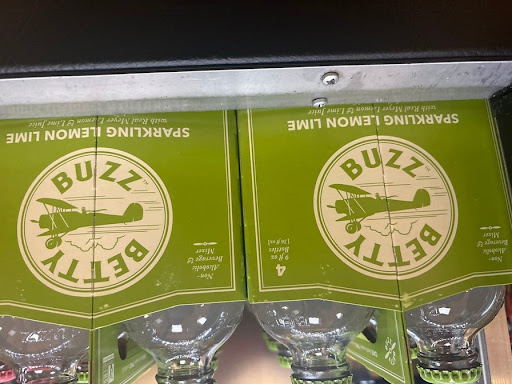 SPARKLING LEMON LIME
with Real Meyer Lemon & Lime Juice
BUZZ
BETTY
Non-
Alcoholic
Beverage &
Mixer
SPARKLING LEMON LIME
with Real Meyer Lemon & Lime Juice
BUZZ
BETTY
Non-
Alcoholic
Beverage &
Mixer
4
9 fl oz
Bottles